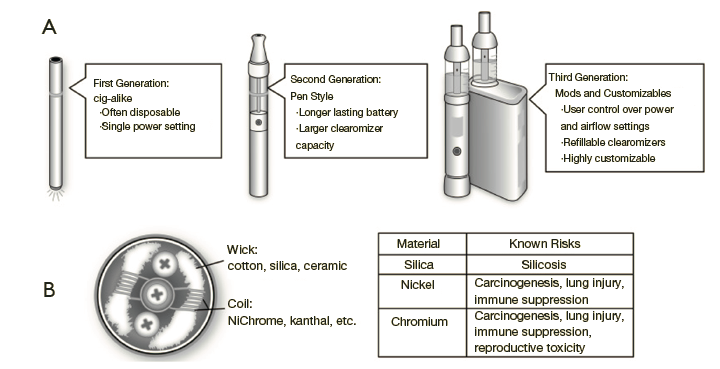 A
First Generation:
cig-alike
·Often disposable
·Single power setting
Second Generation:
Pen Style
·Longer lasting battery
·Larger clearomizer
capacity
Third Generation:
Mods and Customizables
·User control over power
and airflow settings
·Refillable clearomizers
·Highly customizable
B
Wick:
cotton, silica, ceramic
Coil:
NiChrome, kanthal, etc.
Material Known Risks
Silica Silicosis
Nickel Carcinogenesis, lung injury,
immune suppression
Chromium Carcinogenesis, lung injury,
immune suppression,
reproductive toxicity